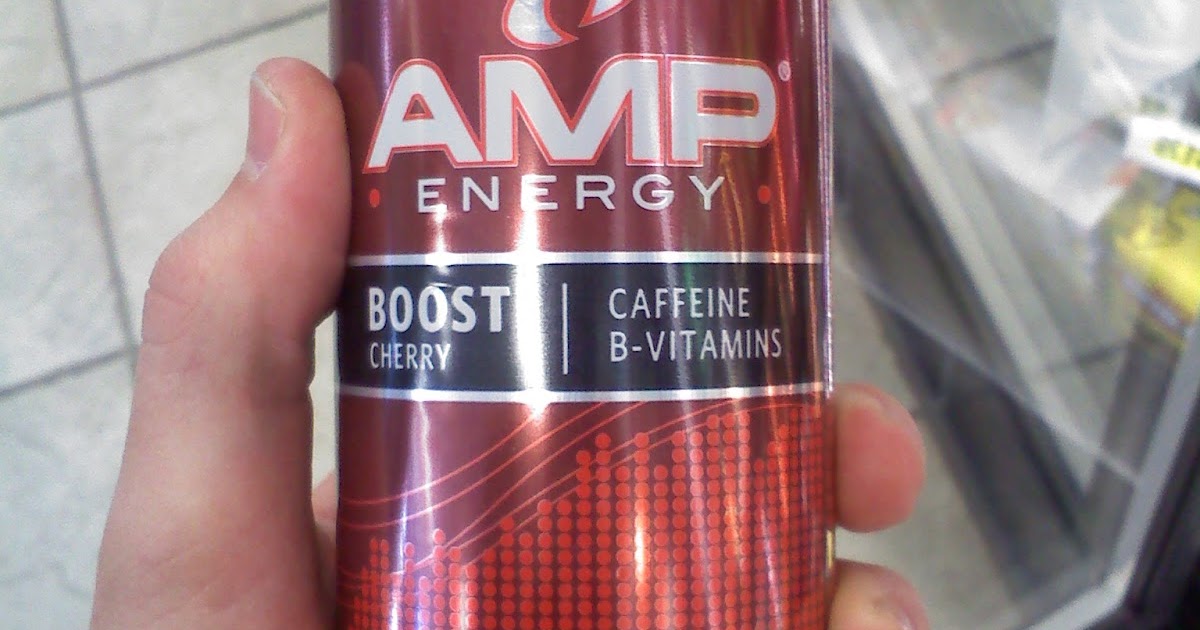 AMP®
ENERGY
BOOST
CHERRY
CAFFEINE
B-VITAMINS